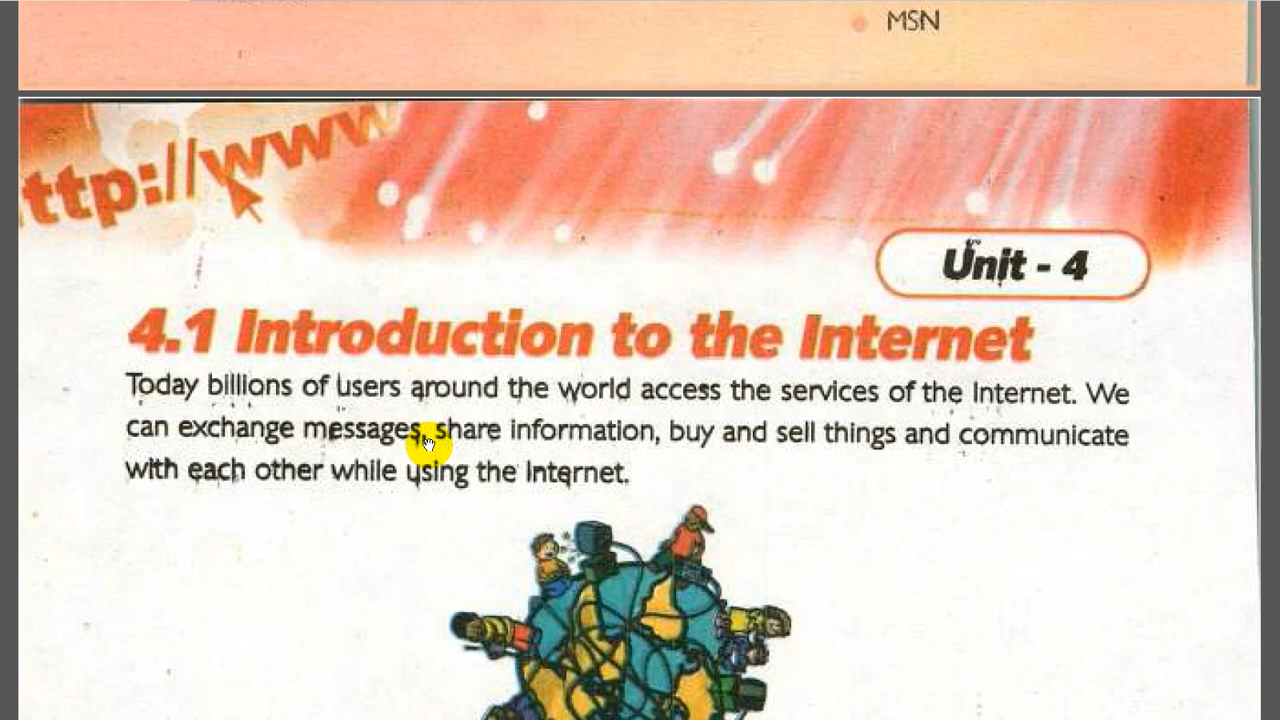 MSN
ttp://www
Unit - 4
4.1 Introduction to the Internet
Today billions of users around the world access the services of the Internet. We
can exchange messages, share information, buy and sell things and communicate
with each other while using the Internet.